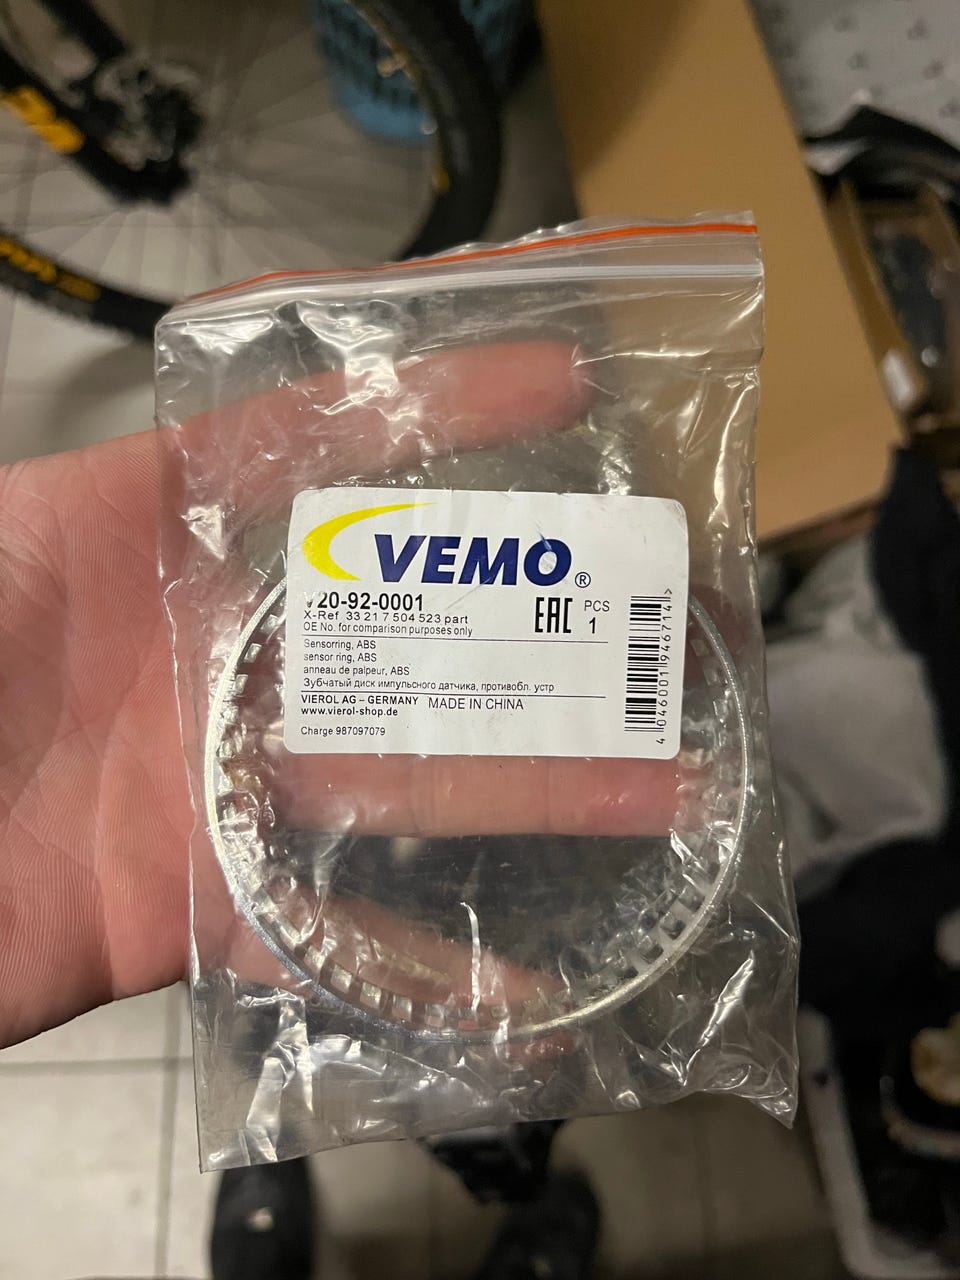 VEMO®
V20-92-0001
X-Ref 33 21 7 504 523 part
OE No. for comparison purposes only
EAC
PCS
1
Sensorring, ABS
sensor ring, ABS
anneau de palpeur, ABS
Зубчатый диск импульсного датчика, противобл. устр
VIEROL AG – GERMANY MADE IN CHINA
www.vierol-shop.de
Charge 987097079
4 046001 946714 >